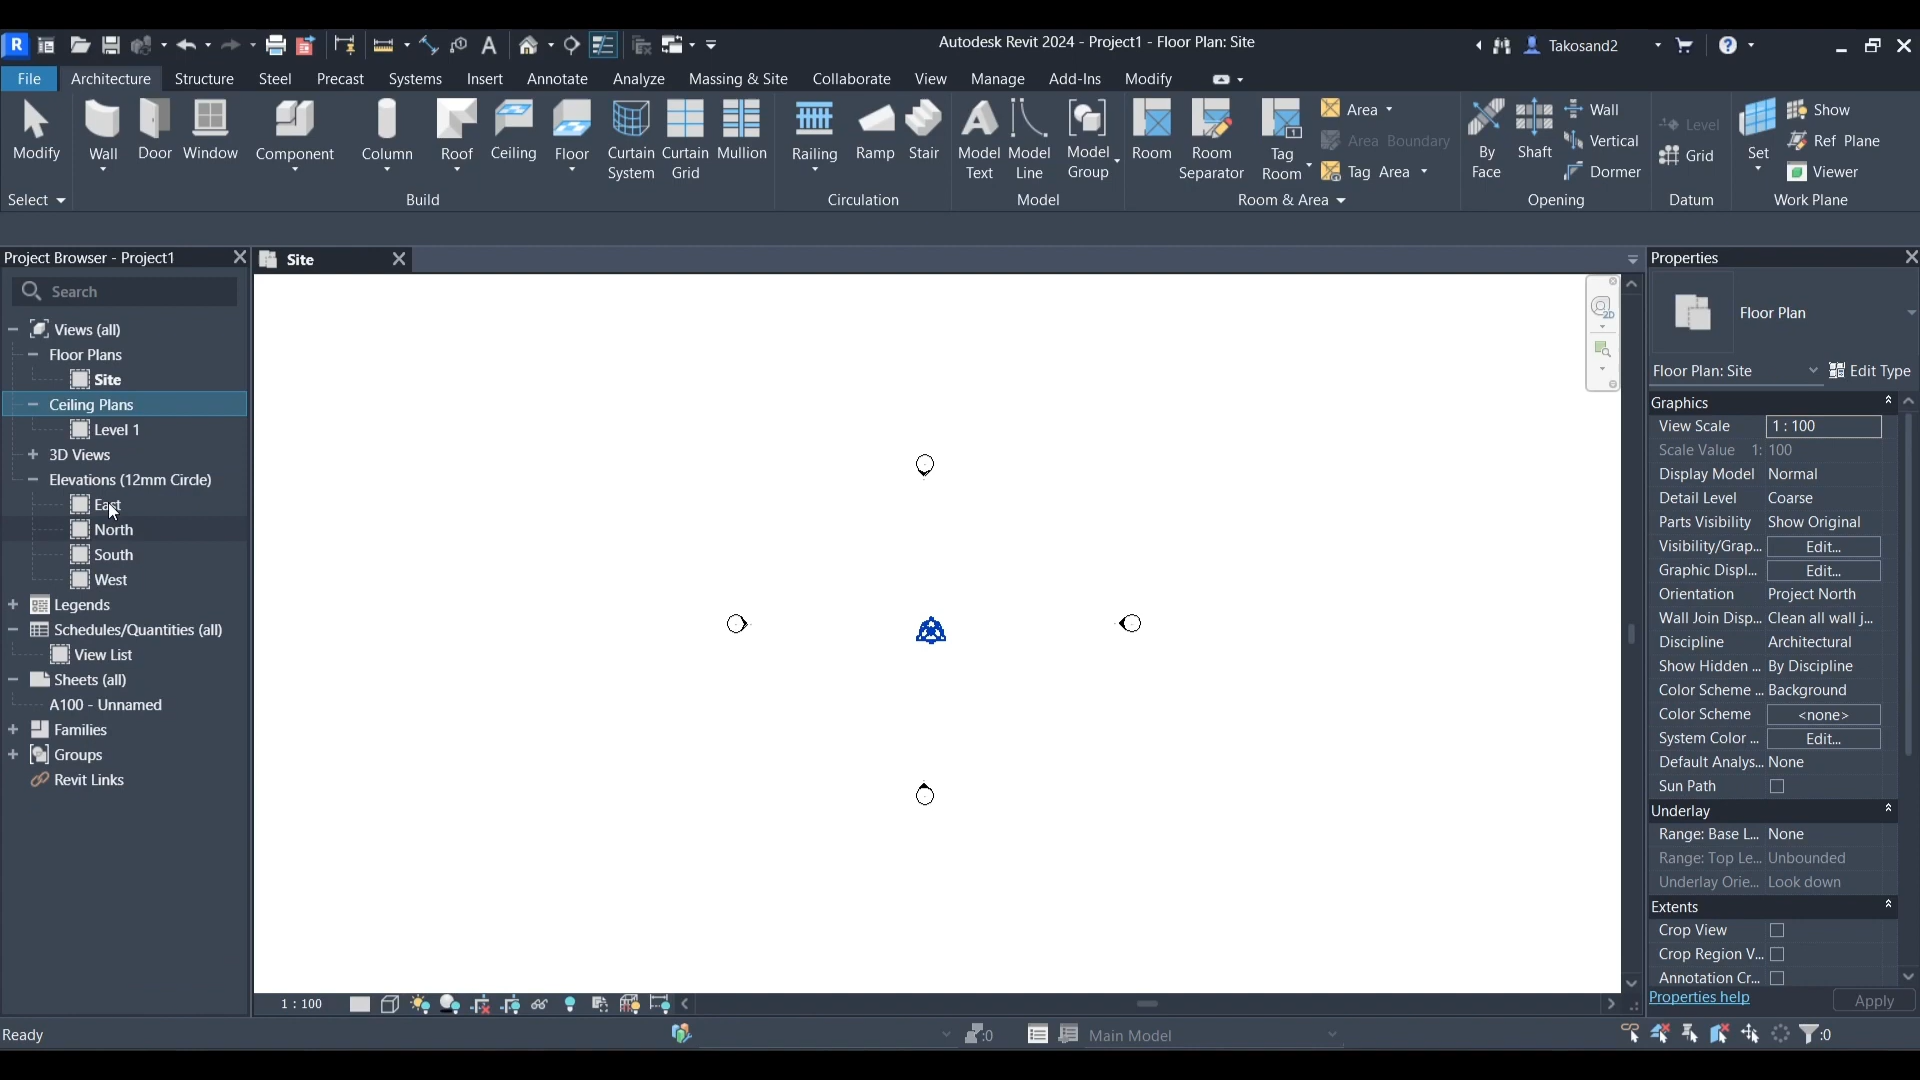 R
A
Autodesk Revit 2024 - Project1 - Floor Plan: Site
Takosand2
?
File Architecture Structure Steel Precast Systems Insert Annotate Analyze Massing & Site Collaborate View Manage Add-Ins Modify
Modify
Select
Wall Door Window Component Column Roof Ceiling Floor Curtain System Curtain Grid Mullion
Build
Railing Ramp Stair
Circulation
Model Text Model Line Model Group
Model
Room Room Separator 1 Tag Room
Area
Area Boundary
Tag Area
Room & Area
By Face Shaft
Wall
Vertical
Dormer
Opening
Level
Grid
Datum
Set
Show
Ref Plane
Viewer
Work Plane
Project Browser - Project1
Search
Views (all)
Floor Plans
Site
Ceiling Plans
Level 1
3D Views
Elevations (12mm Circle)
East
North
South
West
Legends
Schedules/Quantities (all)
View List
Sheets (all)
A100 - Unnamed
Families
Groups
Revit Links
Site
2D
Properties
Floor Plan
Floor Plan: Site Edit Type
Graphics
View Scale 1 : 100
Scale Value 1: 100
Display Model Normal
Detail Level Coarse
Parts Visibility Show Original
Visibility/Grap... Edit...
Graphic Displ... Edit...
Orientation Project North
Wall Join Disp... Clean all wall j...
Discipline Architectural
Show Hidden ... By Discipline
Color Scheme ... Background
Color Scheme <none>
System Color ... Edit...
Default Analys... None
Sun Path
Underlay
Range: Base L... None
Range: Top Le... Unbounded
Underlay Orie... Look down
Extents
Crop View
Crop Region V...
Annotation Cr...
Properties help Apply
1 : 100
Ready
:0
Main Model
:0